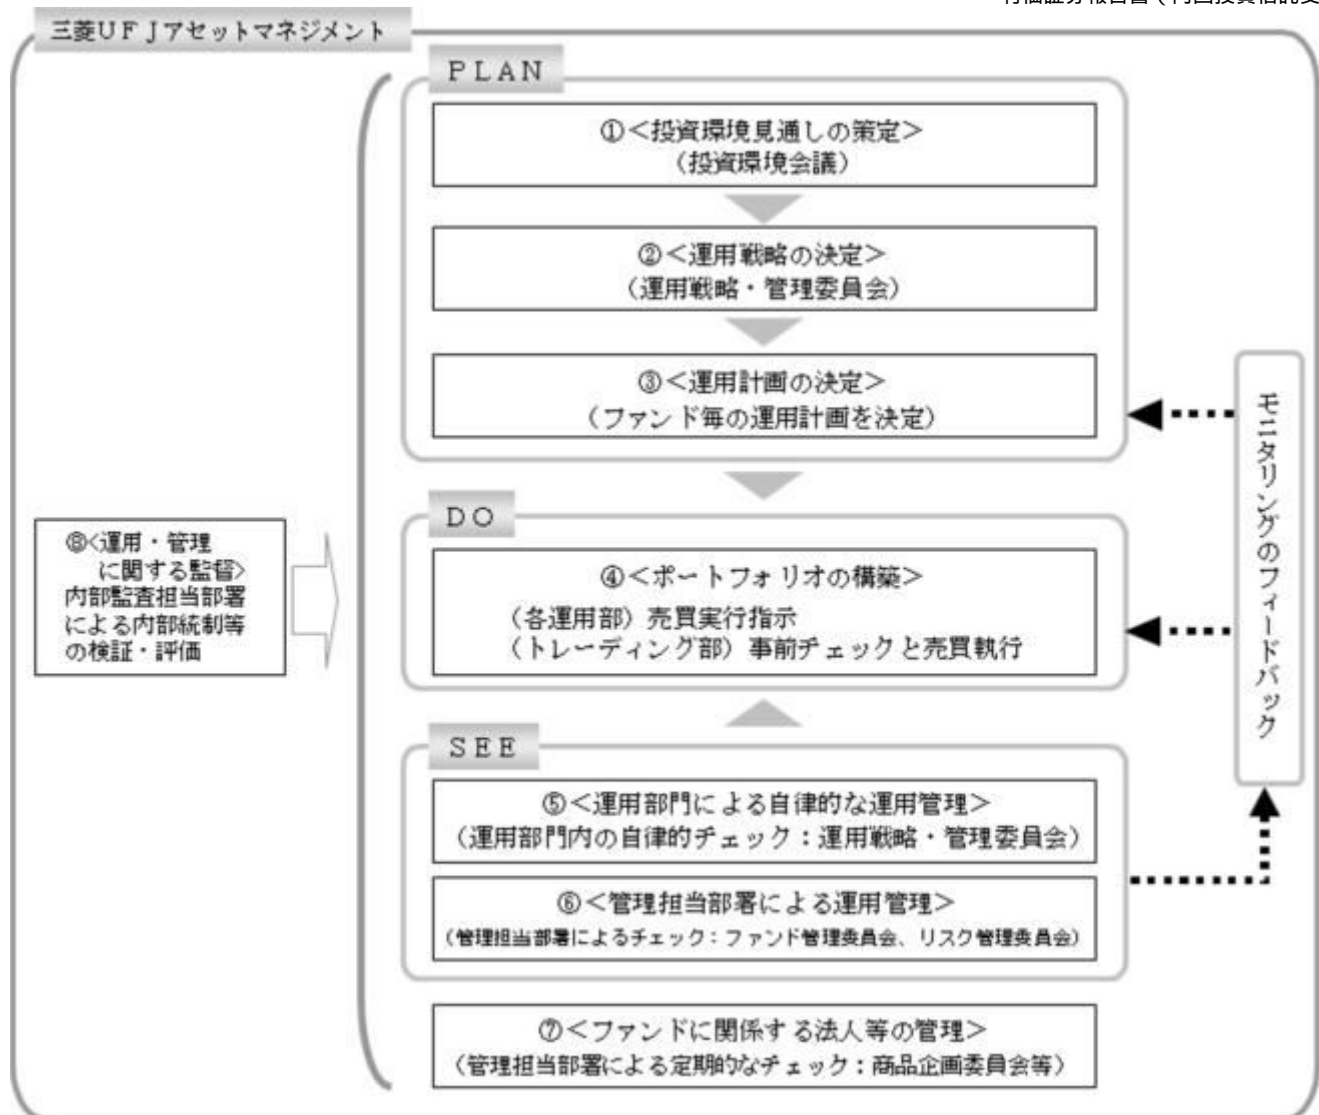 三菱ＵＦＪアセットマネジメント
ＰＬＡＮ
①＜投資環境見通しの策定＞
（投資環境会議）
②＜運用戦略の決定＞
（運用戦略・管理委員会）
③＜運用計画の決定＞
（ファンド毎の運用計画を決定）
ＤＯ
④＜ポートフォリオの構築＞
（各運用部）売買実行指示
（トレーディング部）事前チェックと売買執行
ＳＥＥ
⑤＜運用部門による自律的な運用管理＞
（運用部門内の自律的チェック：運用戦略・管理委員会）
⑥＜管理担当部署による運用管理＞
（管理担当部署によるチェック：ファンド管理委員会、リスク管理委員会）
⑦＜ファンドに関係する法人等の管理＞
（管理担当部署による定期的なチェック：商品企画委員会等）
⑧＜運用・管理
に関する監督＞
内部監査担当部署
による内部統制等
の検証・評価
モニタリングのフィードバック